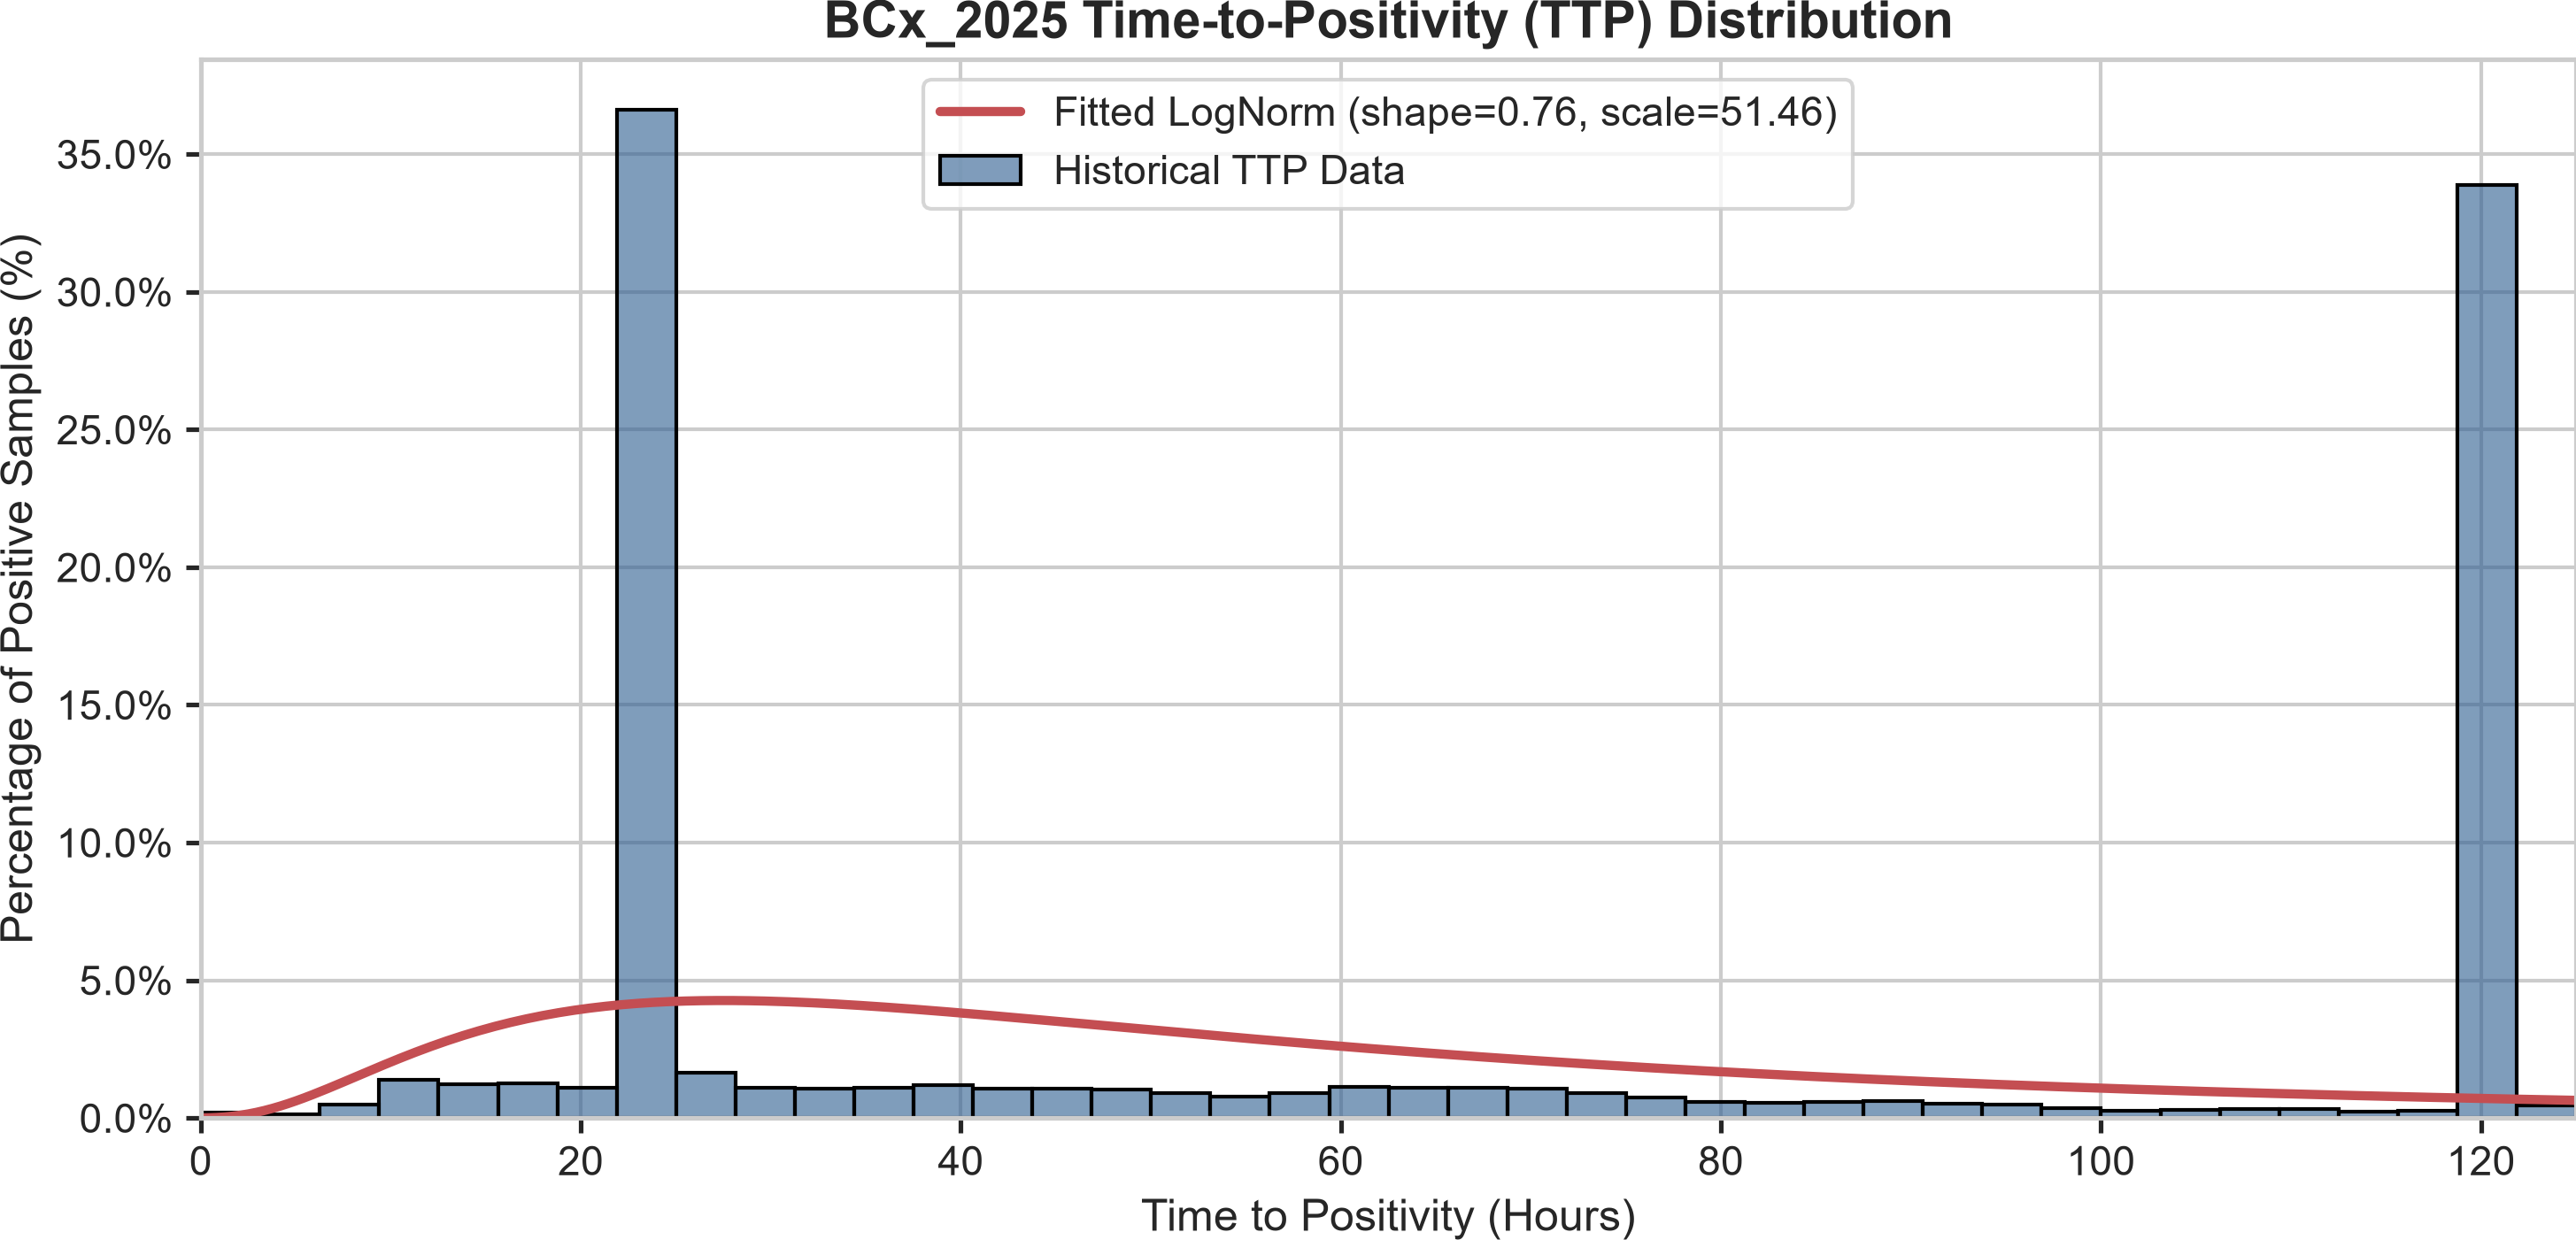 BCx_2025 Time-to-Positivity (TTP) Distribution
Fitted LogNorm (shape=0.76, scale=51.46)
Historical TTP Data
Percentage of Positive Samples (%)
35.0%
30.0%
25.0%
20.0%
15.0%
10.0%
5.0%
0.0%
0 20 40 60 80 100 120
Time to Positivity (Hours)